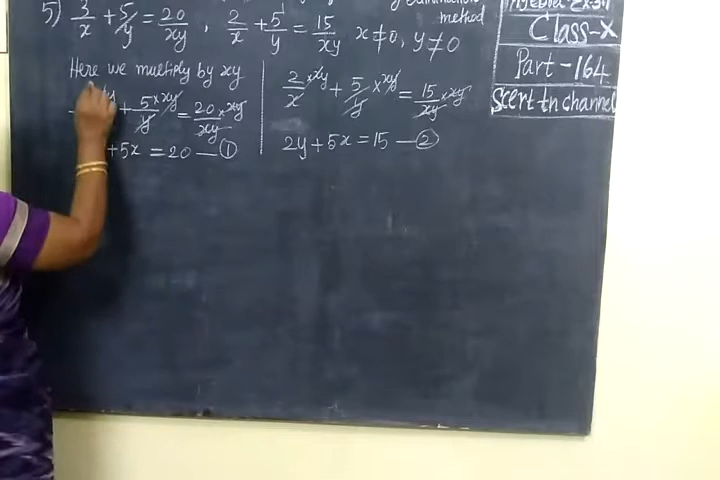 5) 3/x + 5/y = 20/xy , 2/x + 5/y = 15/xy x ≠ 0, y ≠ 0
method
Here we multiply by xy
+ 5/y × xy = 20/xy × xy
+ 5x = 20 — ①
2/x × xy + 5/y × xy = 15/xy × xy
2y + 5x = 15 — ②
Class-X
Part-164
Scert tn channel